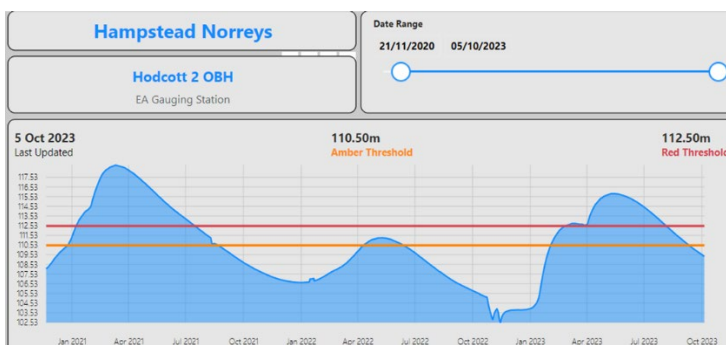 Hampstead Norreys
Hodcott 2 OBH
EA Gauging Station
Date Range
21/11/2020 05/10/2023
5 Oct 2023
Last Updated
110.50m
Amber Threshold
112.50m
Red Threshold
117.53
116.53
115.53
114.53
113.53
112.53
111.53
110.53
109.53
108.53
107.53
106.53
105.53
104.53
103.53
102.53
Jan 2021 Apr 2021 Jul 2021 Oct 2021 Jan 2022 Apr 2022 Jul 2022 Oct 2022 Jan 2023 Apr 2023 Jul 2023 Oct 2023